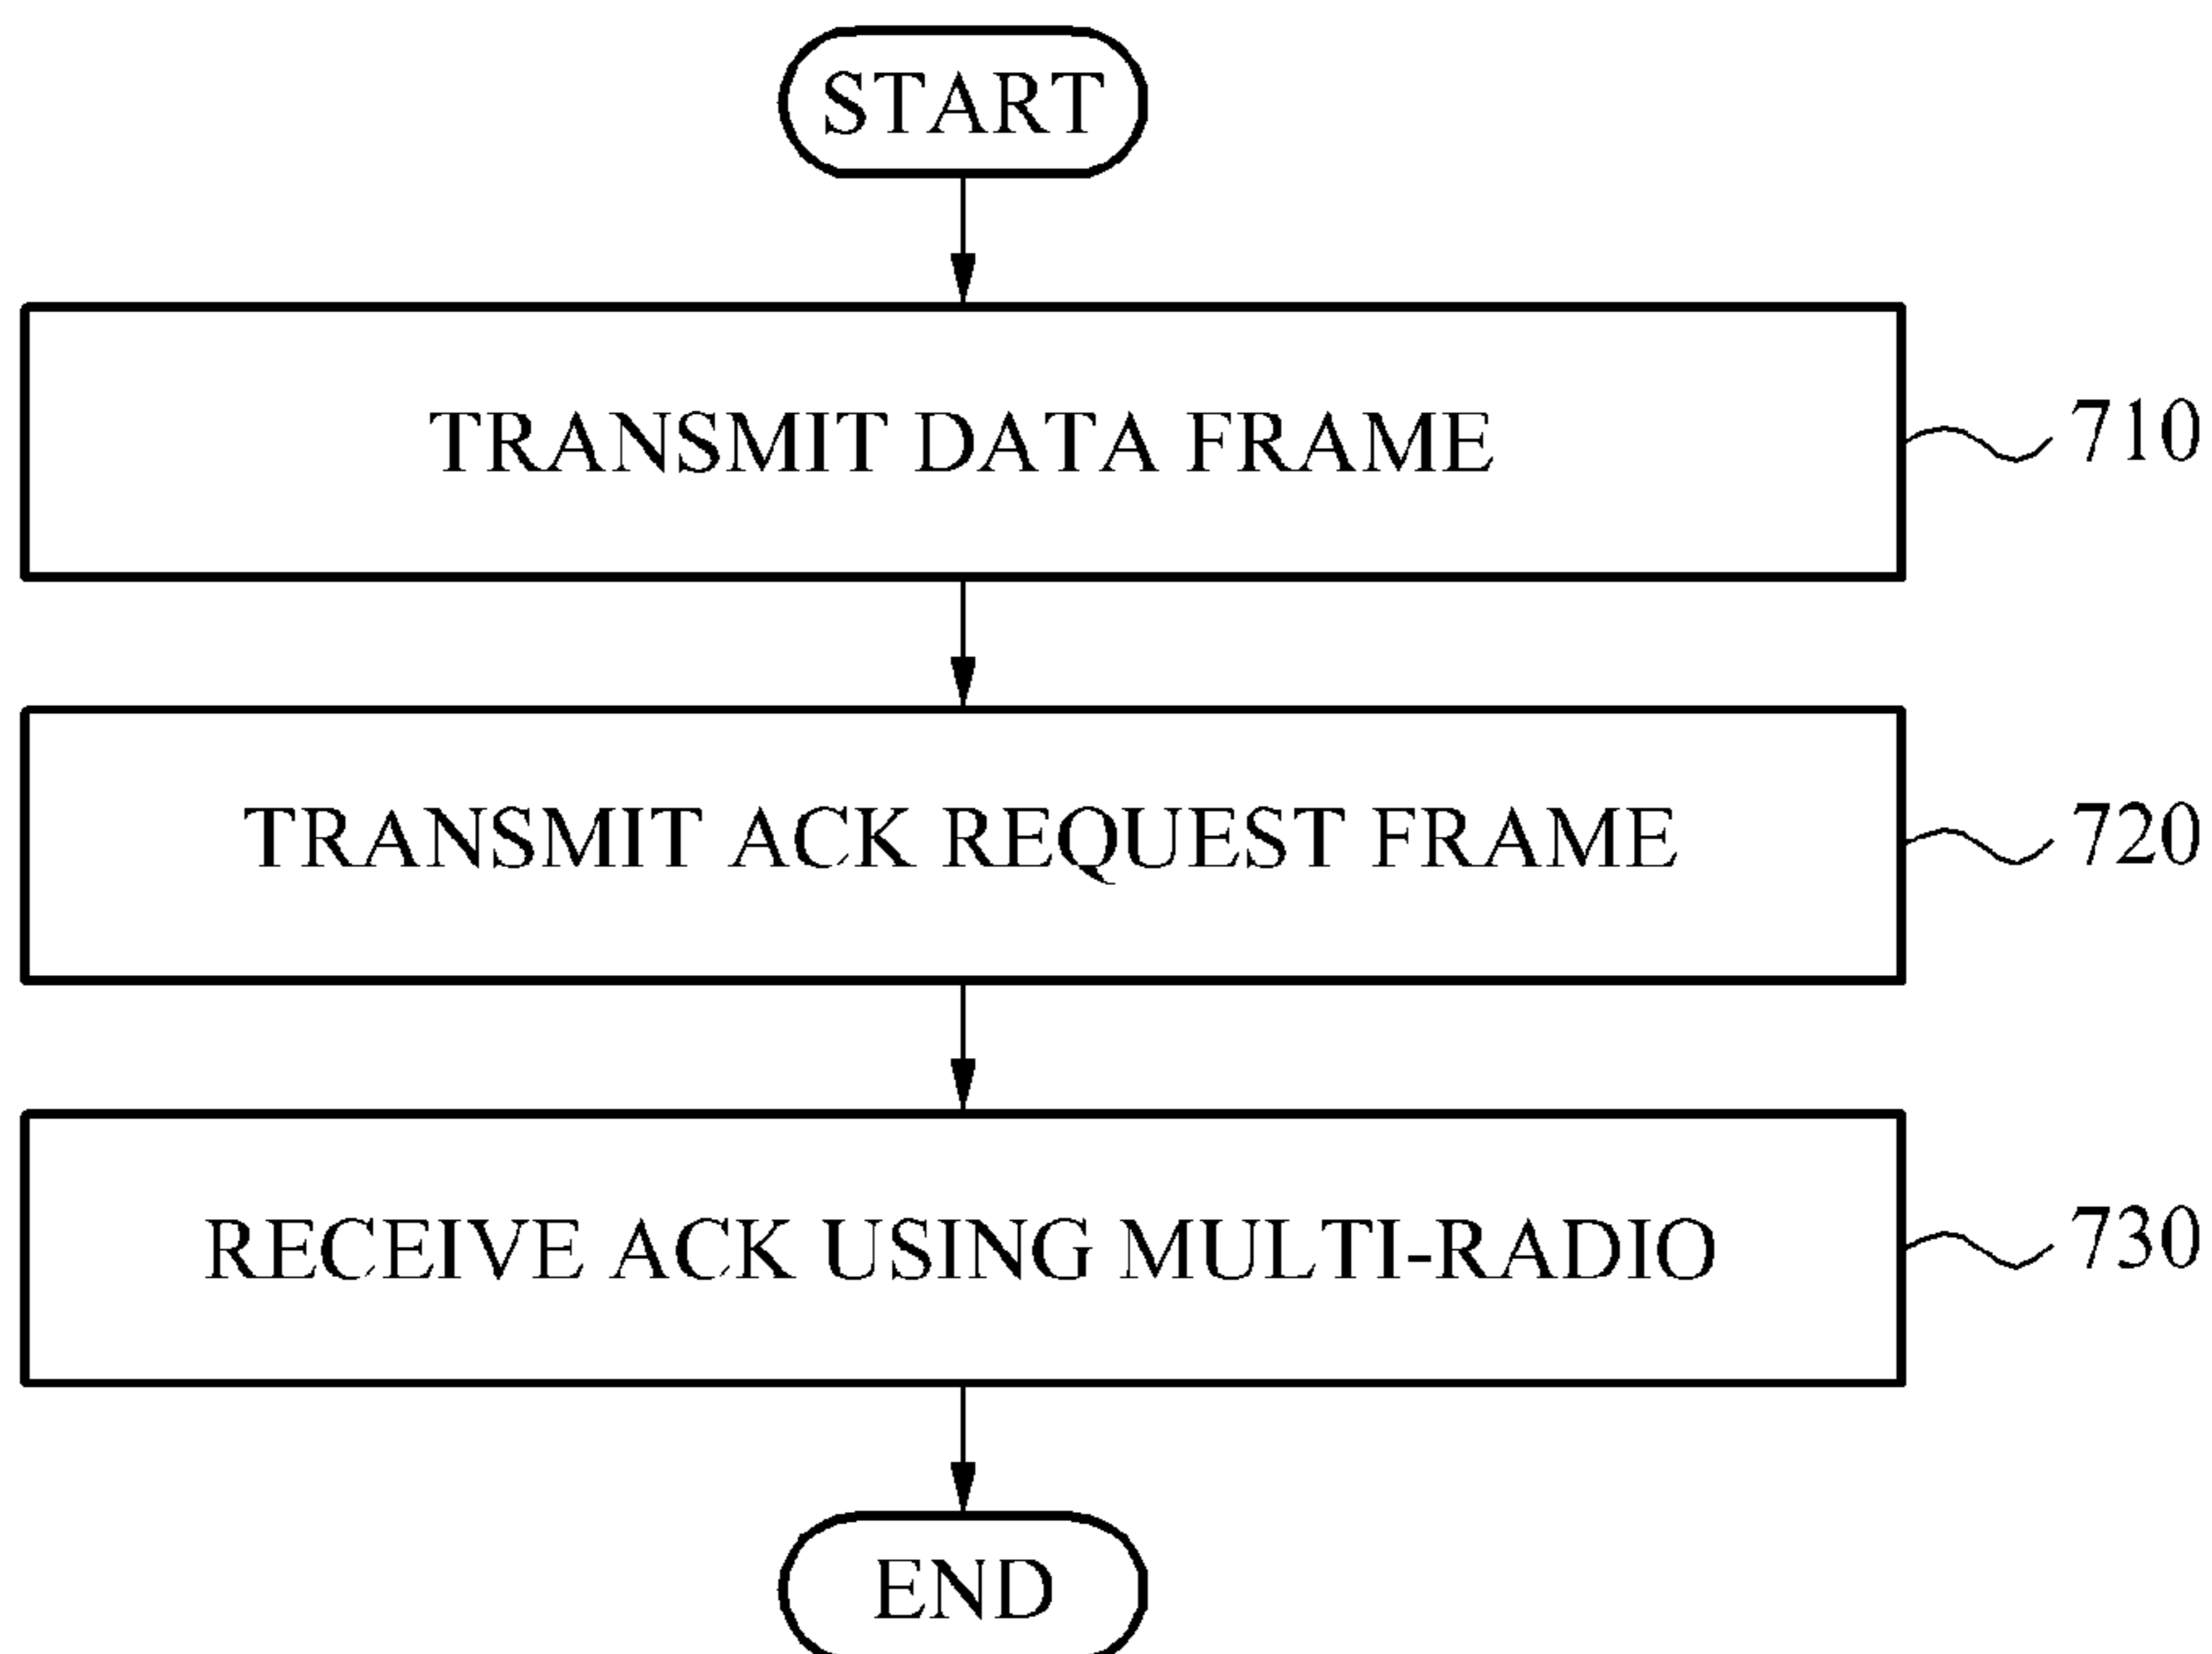 START
TRANSMIT DATA FRAME
710
TRANSMIT ACK REQUEST FRAME
720
RECEIVE ACK USING MULTI-RADIO
730
END